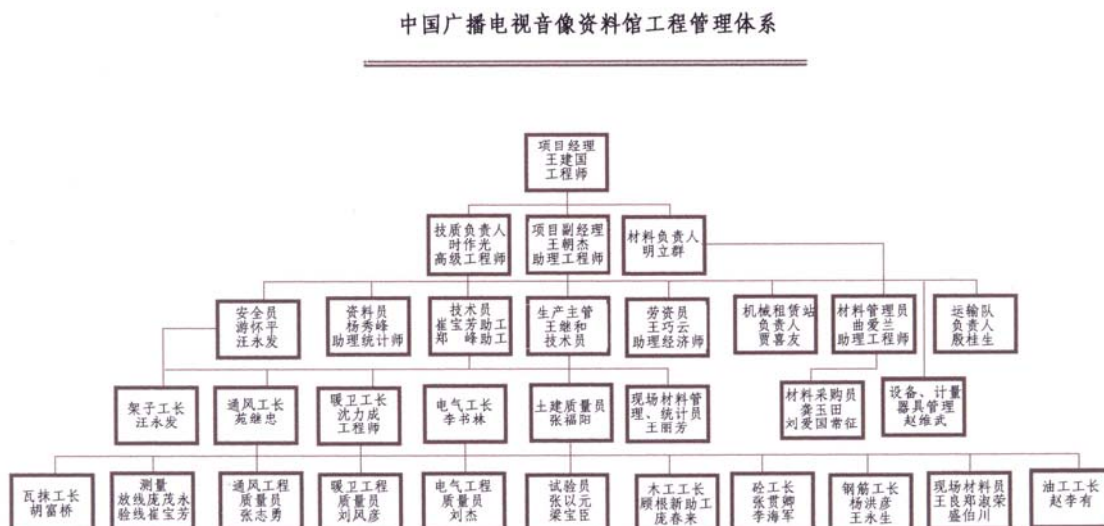 中国广播电视音像资料馆工程管理体系
项目经理
王建国
工程师
技质负责人
时作光
高级工程师
项目副经理
王朝杰
助理工程师
材料负责人
明立群
安全员
游怀平
汪永发
资料员
杨秀峰
助理统计师
技术员
崔宝芳助工
郑 峰助工
生产主管
王继和
技术员
劳资员
王巧云
助理经济师
机械租赁站
负责人
贾喜友
材料管理员
曲爱兰
助理工程师
运输队
负责人
殷桂生
架子工长
汪永发
通风工长
苑继忠
暖卫工长
沈力成
工程师
电气工长
李书林
土建质量员
张福阳
现场材料管
理、统计员
王丽芳
材料采购员
龚玉田
刘爱国常征
设备、计量
器具管理
赵维武
瓦抹工长
胡富桥
测量
放线庞茂永
验线崔宝芳
通风工程
质量员
张志勇
暖卫工程
质量员
刘风彦
电气工程
质量员
刘杰
试验员
张以元
梁宝臣
木工工长
顾根新助工
庞春来
砼工长
张贯卿
李海军
钢筋工长
杨洪彦
王永生
现场材料员
王良郑淑荣
盛伯川
油工工长
赵李有